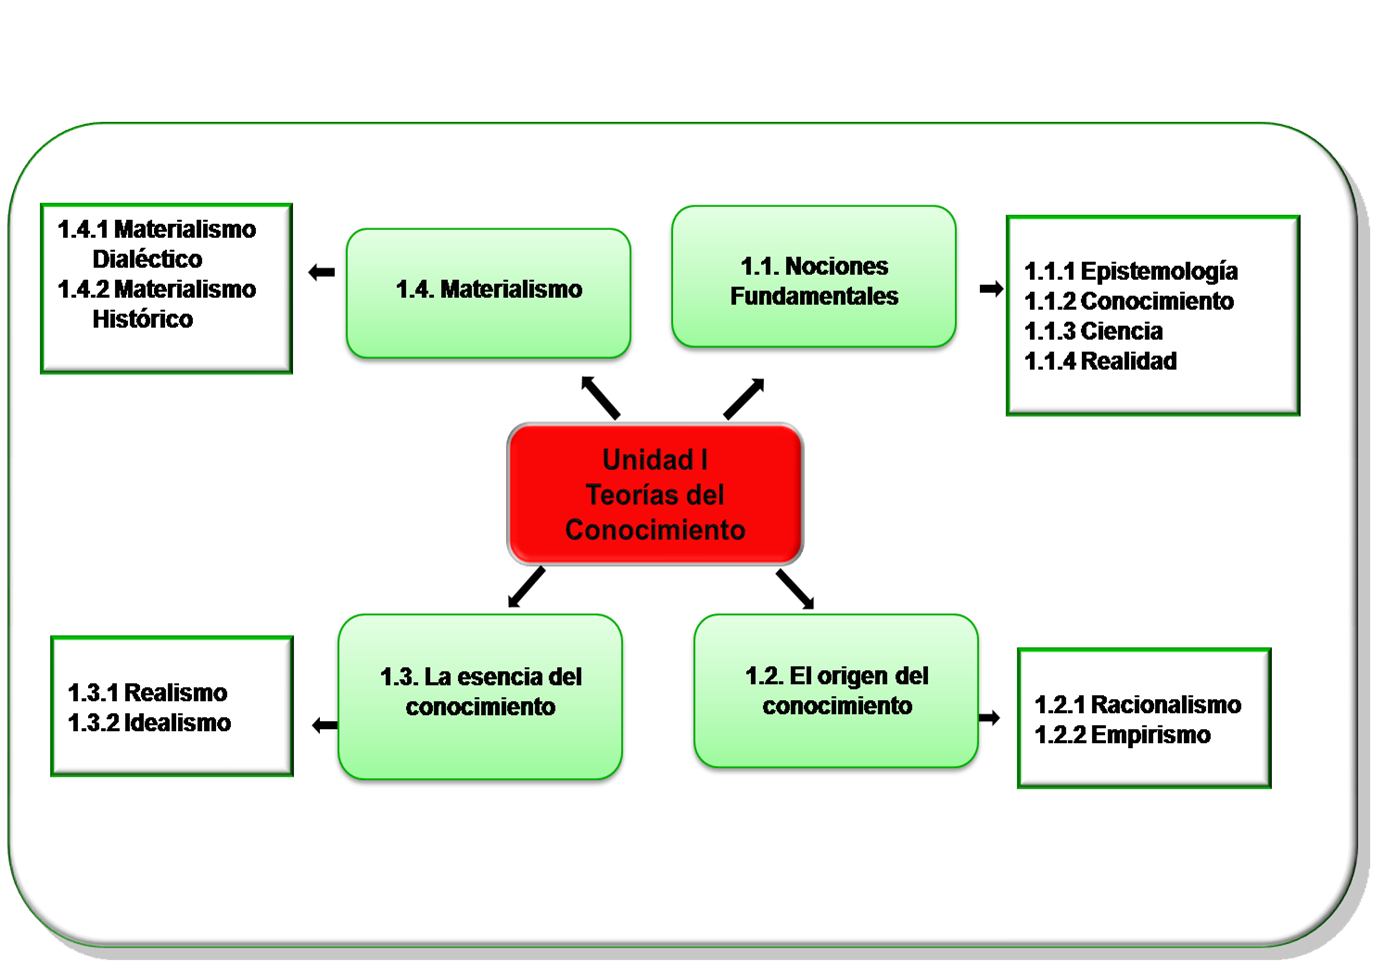 1.4.1 Materialismo
Dialéctico
1.4.2 Materialismo
Histórico
1.4. Materialismo
1.1. Nociones
Fundamentales
1.1.1 Epistemología
1.1.2 Conocimiento
1.1.3 Ciencia
1.1.4 Realidad
Unidad I
Teorías del
Conocimiento
1.3.1 Realismo
1.3.2 Idealismo
1.3. La esencia del
conocimiento
1.2. El origen del
conocimiento
1.2.1 Racionalismo
1.2.2 Empirismo